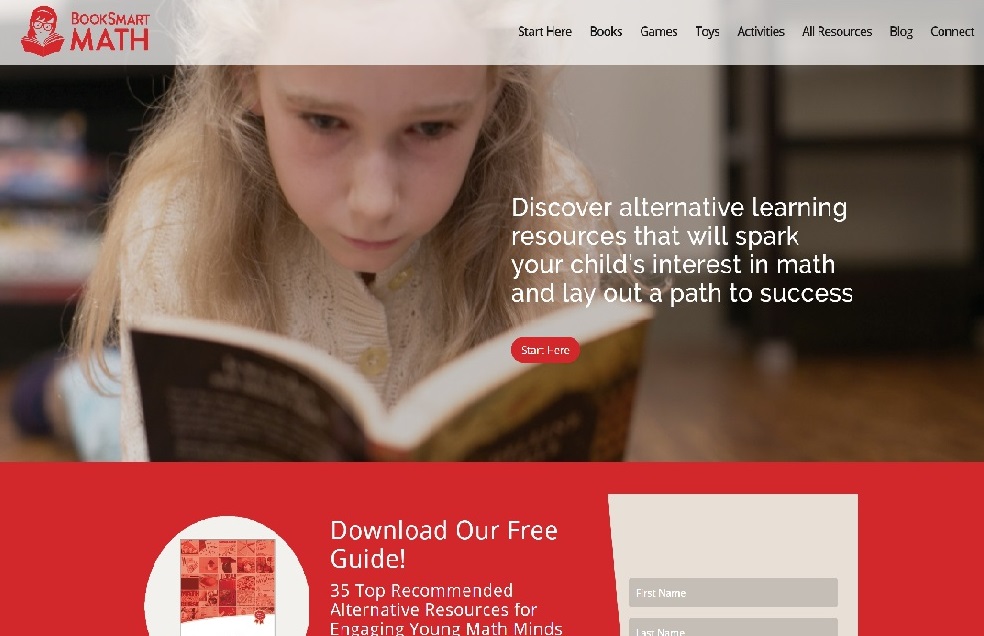 BOOKSMART
MATH
Start Here Books Games Toys Activities All Resources Blog Connect
Discover alternative learning
resources that will spark
your child's interest in math
and lay out a path to success
Start Here
Download Our Free
Guide!
35 Top Recommended
Alternative Resources for
Engaging Young Math Minds
First Name
Last Name